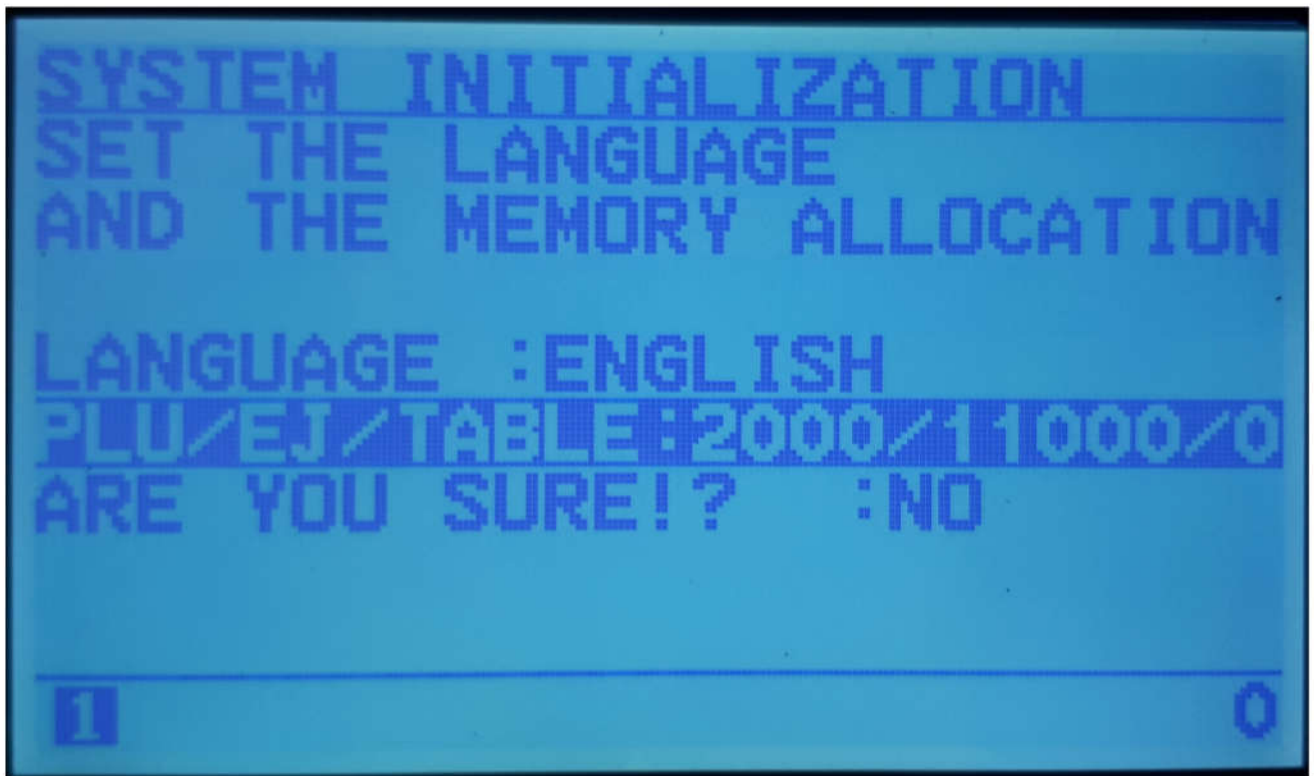 SYSTEM INITIALIZATION
SET THE LANGUAGE
AND THE MEMORY ALLOCATION
LANGUAGE :ENGLISH
PLU/EJ/TABLE:2000/11000/0
ARE YOU SURE!? :NO
1 0